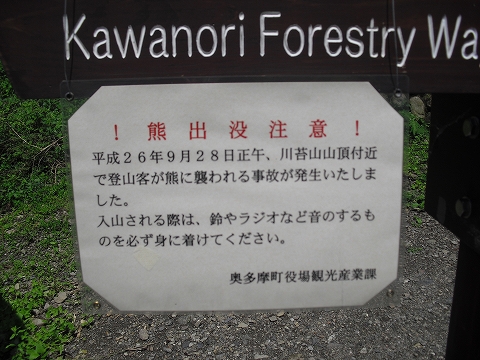 Kawanori Forestry Wa
！熊出没注意！
平成２６年９月２８日正午、川苔山山頂付近
で登山客が熊に襲われる事故が発生いたしま
した。
入山される際は、鈴やラジオなど音のするも
のを必ず身に着けてください。
奥多摩町役場観光産業課